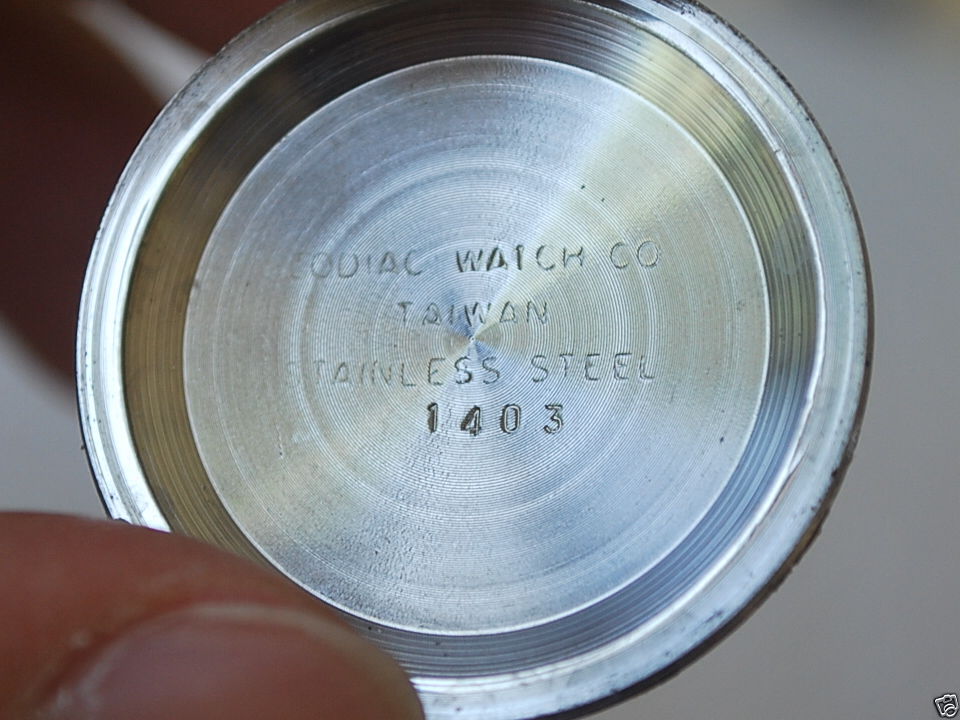 ZODIAC WATCH CO
TAIWAN
STAINLESS STEEL
1403